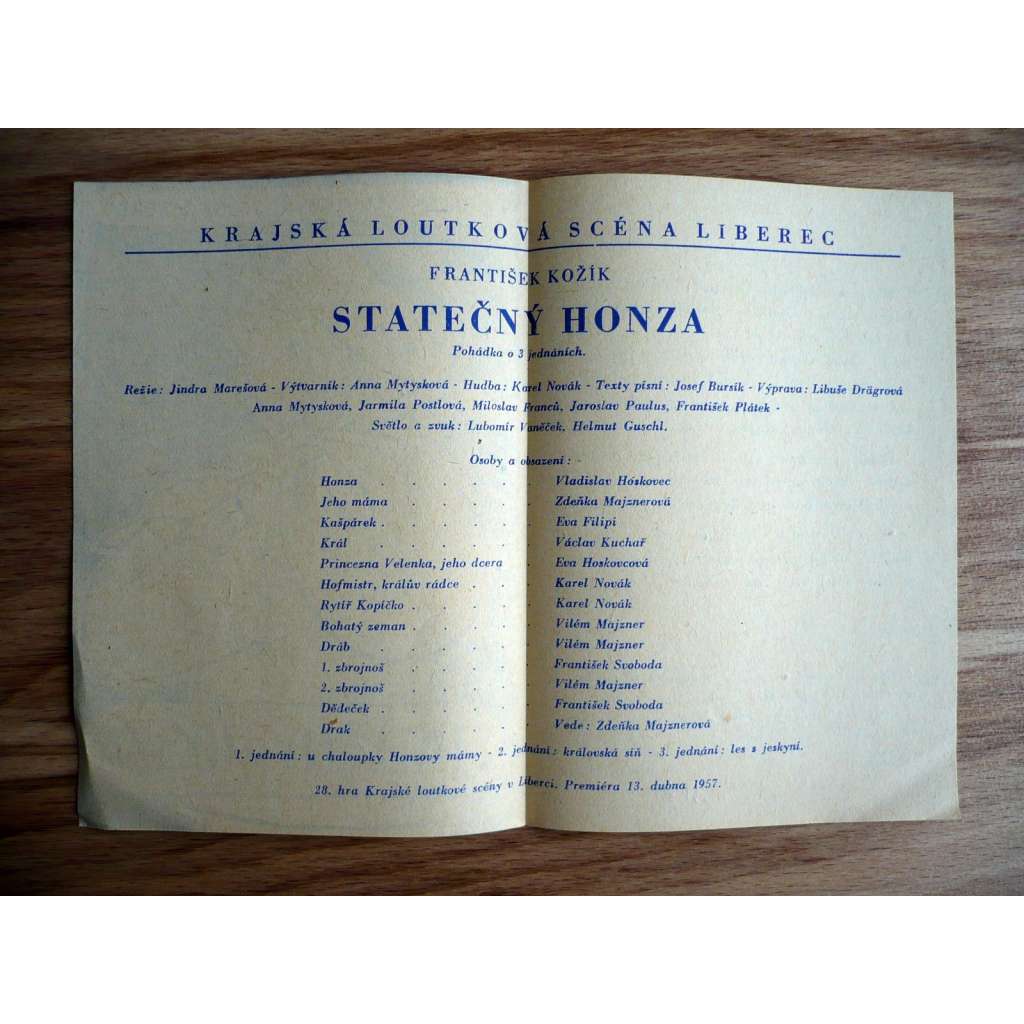 KRAJSKÁ LOUTKOVÁ SCÉNA LIBEREC
FRANTIŠEK KOŽÍK
STATEČNÝ HONZA
Pohádka o 3 jednáních.
Režie: Jindra Marešová - Výtvarník: Anna Mytysková - Hudba: Karel Novák - Texty písní: Josef Bursík - Výprava: Libuše Drägrová
Anna Mytysková, Jarmila Postlová, Miloslav Franců, Jaroslav Paulus, František Plátek -
Světlo a zvuk: Lubomír Vaněček, Helmut Guschl.
Osoby a obsazení:
Honza . . . . . . Vladislav Hóskovec
Jeho máma . . . . . Zdeňka Majznerová
Kašpárek . . . . . . Eva Filipi
Král . . . . . . Václav Kuchař
Princezna Velenka, jeho dcera . . Eva Hoskovcová
Hofmistr, králův rádce . . . Karel Novák
Rytíř Kopíčko . . . . . Karel Novák
Bohatý zeman . . . . . Vilém Majzner
Dráb . . . . . . Vilém Majzner
1. zbrojnoš . . . . . František Svoboda
2. zbrojnoš . . . . . Vilém Majzner
Dědeček . . . . . . František Svoboda
Drak . . . . . . Vede: Zdeňka Majznerová
1. jednání: u chaloupky Honzovy mámy - 2. jednání: královská síň - 3. jednání: les s jeskyní.
28. hra Krajské loutkové scény v Liberci. Premiéra 13. dubna 1957.